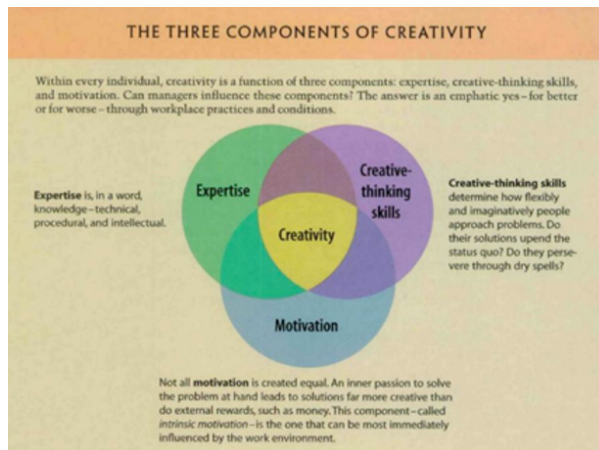 THE THREE COMPONENTS OF CREATIVITY
Within every individual, creativity is a function of three components: expertise, creative-thinking skills,
and motivation. Can managers influence these components? The answer is an emphatic yes–for better
or for worse–through workplace practices and conditions.
Expertise
Creative-
thinking
skills
Creativity
Motivation
Expertise is, in a word,
knowledge–technical,
procedural, and intellectual.
Creative-thinking skills
determine how flexibly
and imaginatively people
approach problems. Do
their solutions upend the
status quo? Do they perse-
vere through dry spells?
Not all motivation is created equal. An inner passion to solve
the problem at hand leads to solutions far more creative than
do external rewards, such as money. This component–called
intrinsic motivation–is the one that can be most immediately
influenced by the work environment.